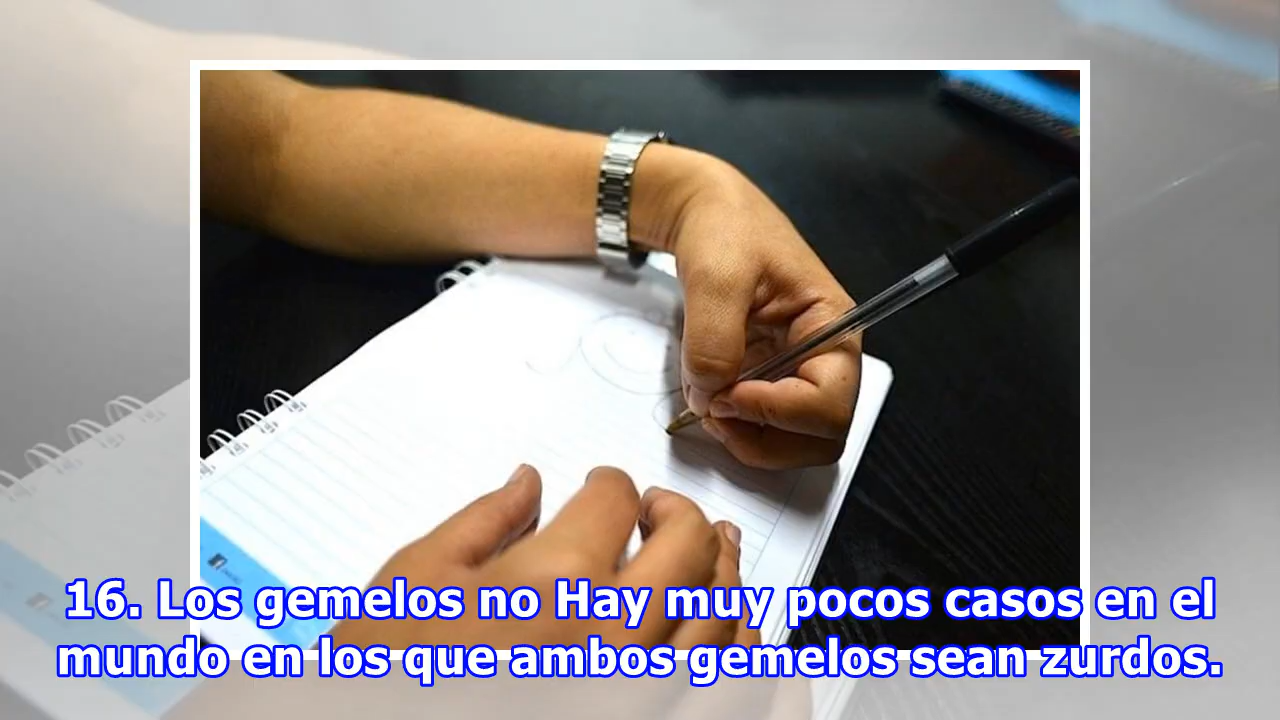 16. Los gemelos no Hay muy pocos casos en el
mundo en los que ambos gemelos sean zurdos.